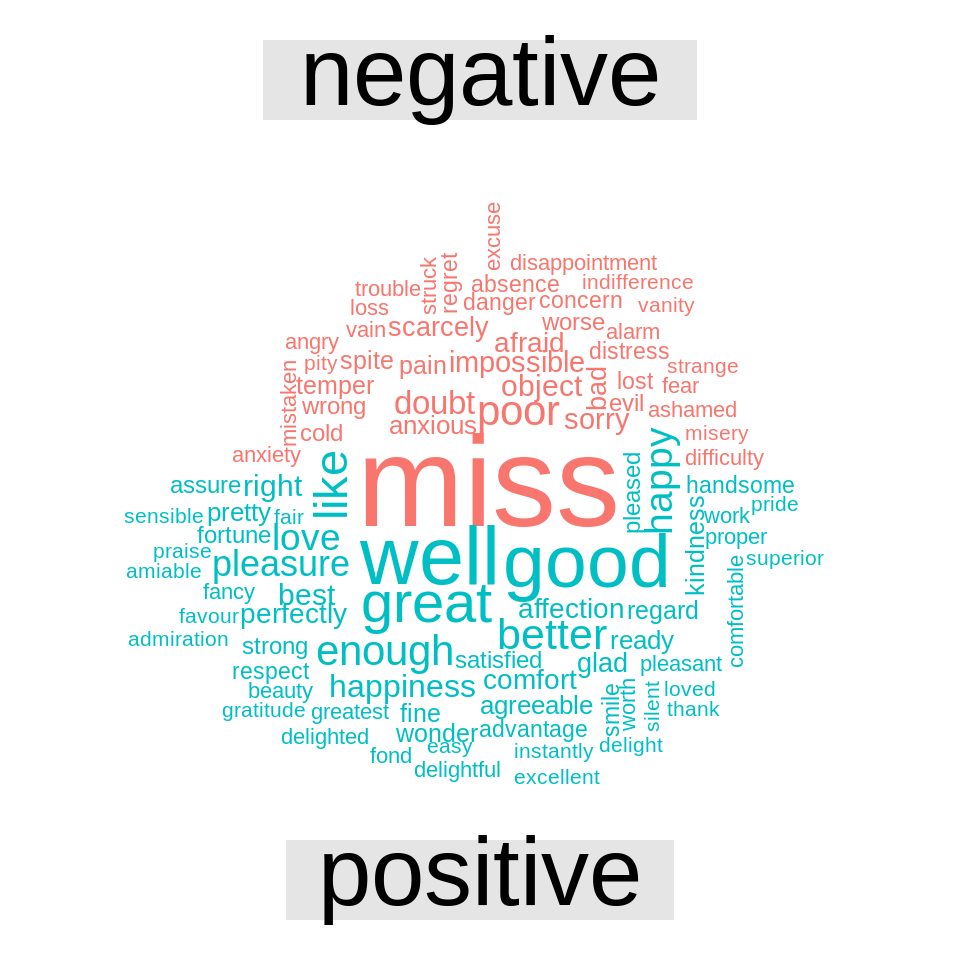 negative
excuse
disappointment
struck
regret
absence
indifference
trouble
danger
concern
vanity
loss
vain
scarcely
worse
alarm
angry
afraid
distress
pity
spite
pain
impossible
strange
mistaken
temper
object
bad
lost
fear
wrong
doubt
poor
evil
ashamed
cold
anxious
sorry
misery
anxiety
miss
difficulty
assure
right
like
pleased
happy
handsome
sensible
pretty
fair
kindness
work
pride
fortune
love
well
good
proper
praise
amiable
pleasure
superior
fancy
best
great
comfortable
favour
perfectly
affection
regard
admiration
strong
enough
better
ready
respect
satisfied
glad
pleasant
beauty
happiness
comfort
smile
worth
silent
loved
gratitude
greatest
fine
agreeable
thank
delighted
wonder
advantage
easy
instantly
delight
fond
delightful
excellent
positive